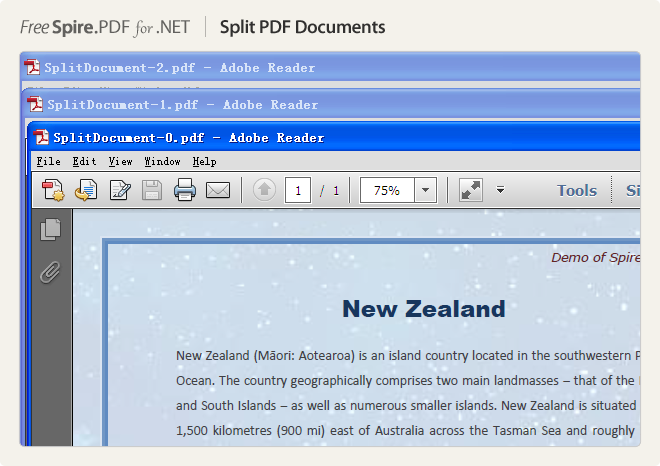 Free Spire.PDF for .NET | Split PDF Documents
SplitDocument-2.pdf - Adobe Reader
SplitDocument-1.pdf - Adobe Reader
SplitDocument-0.pdf - Adobe Reader
File Edit View Window Help
1 / 1 75% Tools
Demo of Spire
New Zealand
New Zealand (Māori: Aotearoa) is an island country located in the southwestern
Ocean. The country geographically comprises two main landmasses – that of the
and South Islands – as well as numerous smaller islands. New Zealand is situated
1,500 kilometres (900 mi) east of Australia across the Tasman Sea and roughly